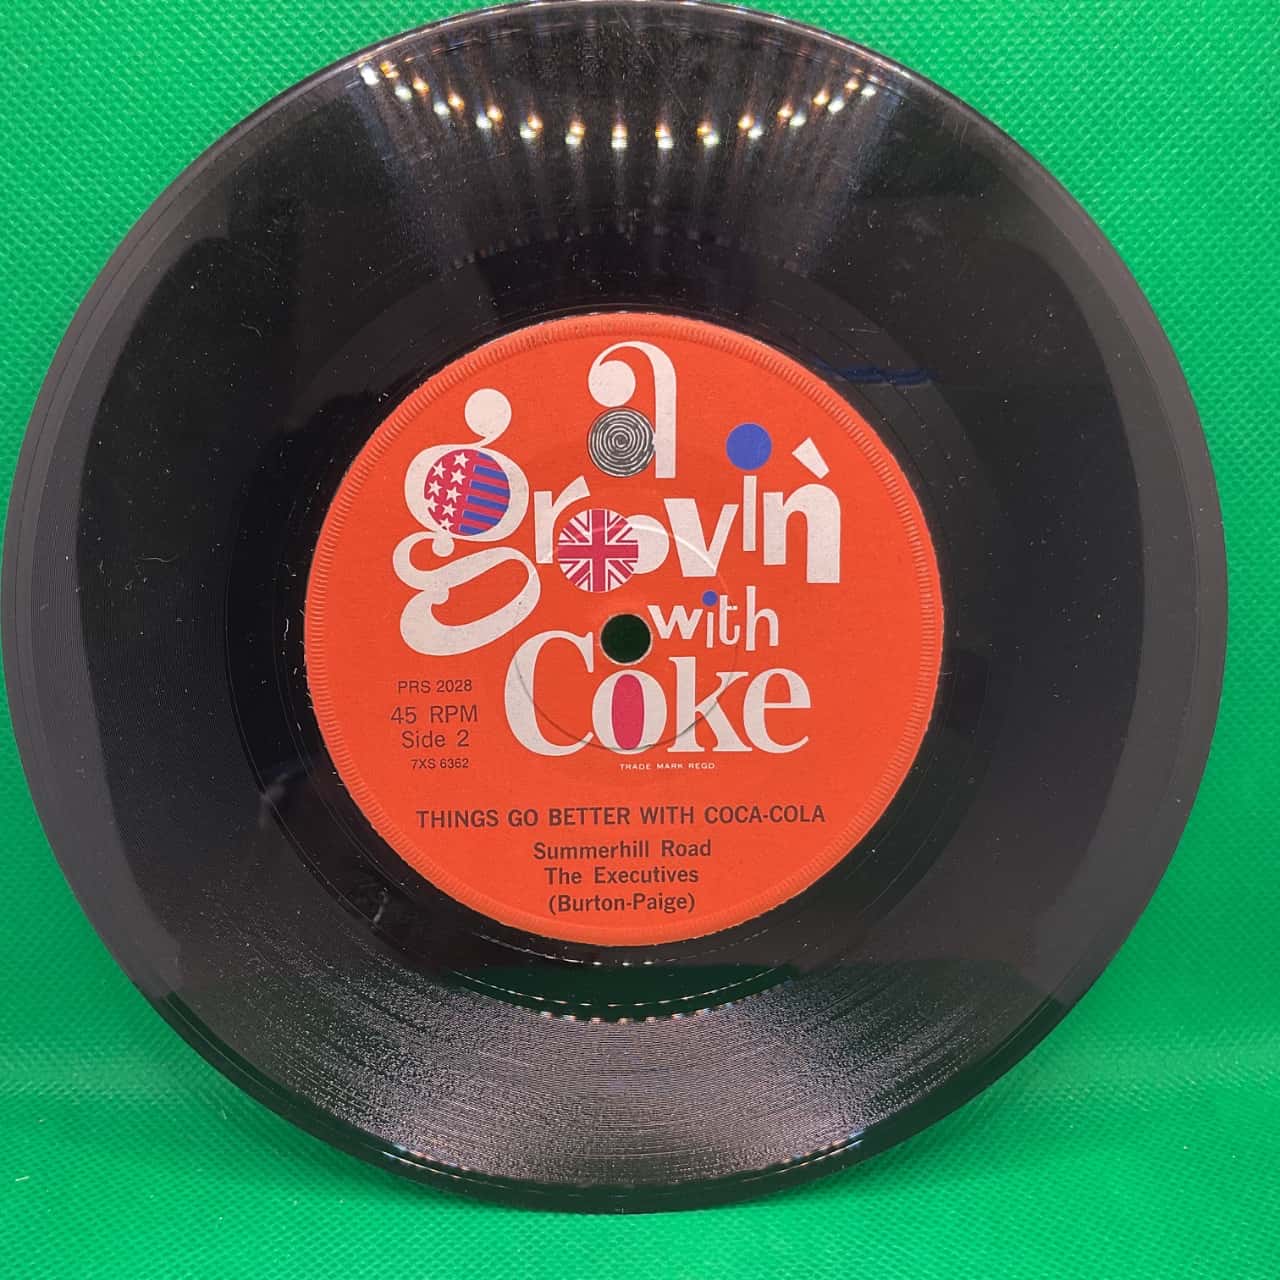 a
groovin'
with
Coke
TRADE MARK REGD.
PRS 2028
45 RPM
Side 2
7XS 6362
THINGS GO BETTER WITH COCA-COLA
Summerhill Road
The Executives
(Burton-Paige)